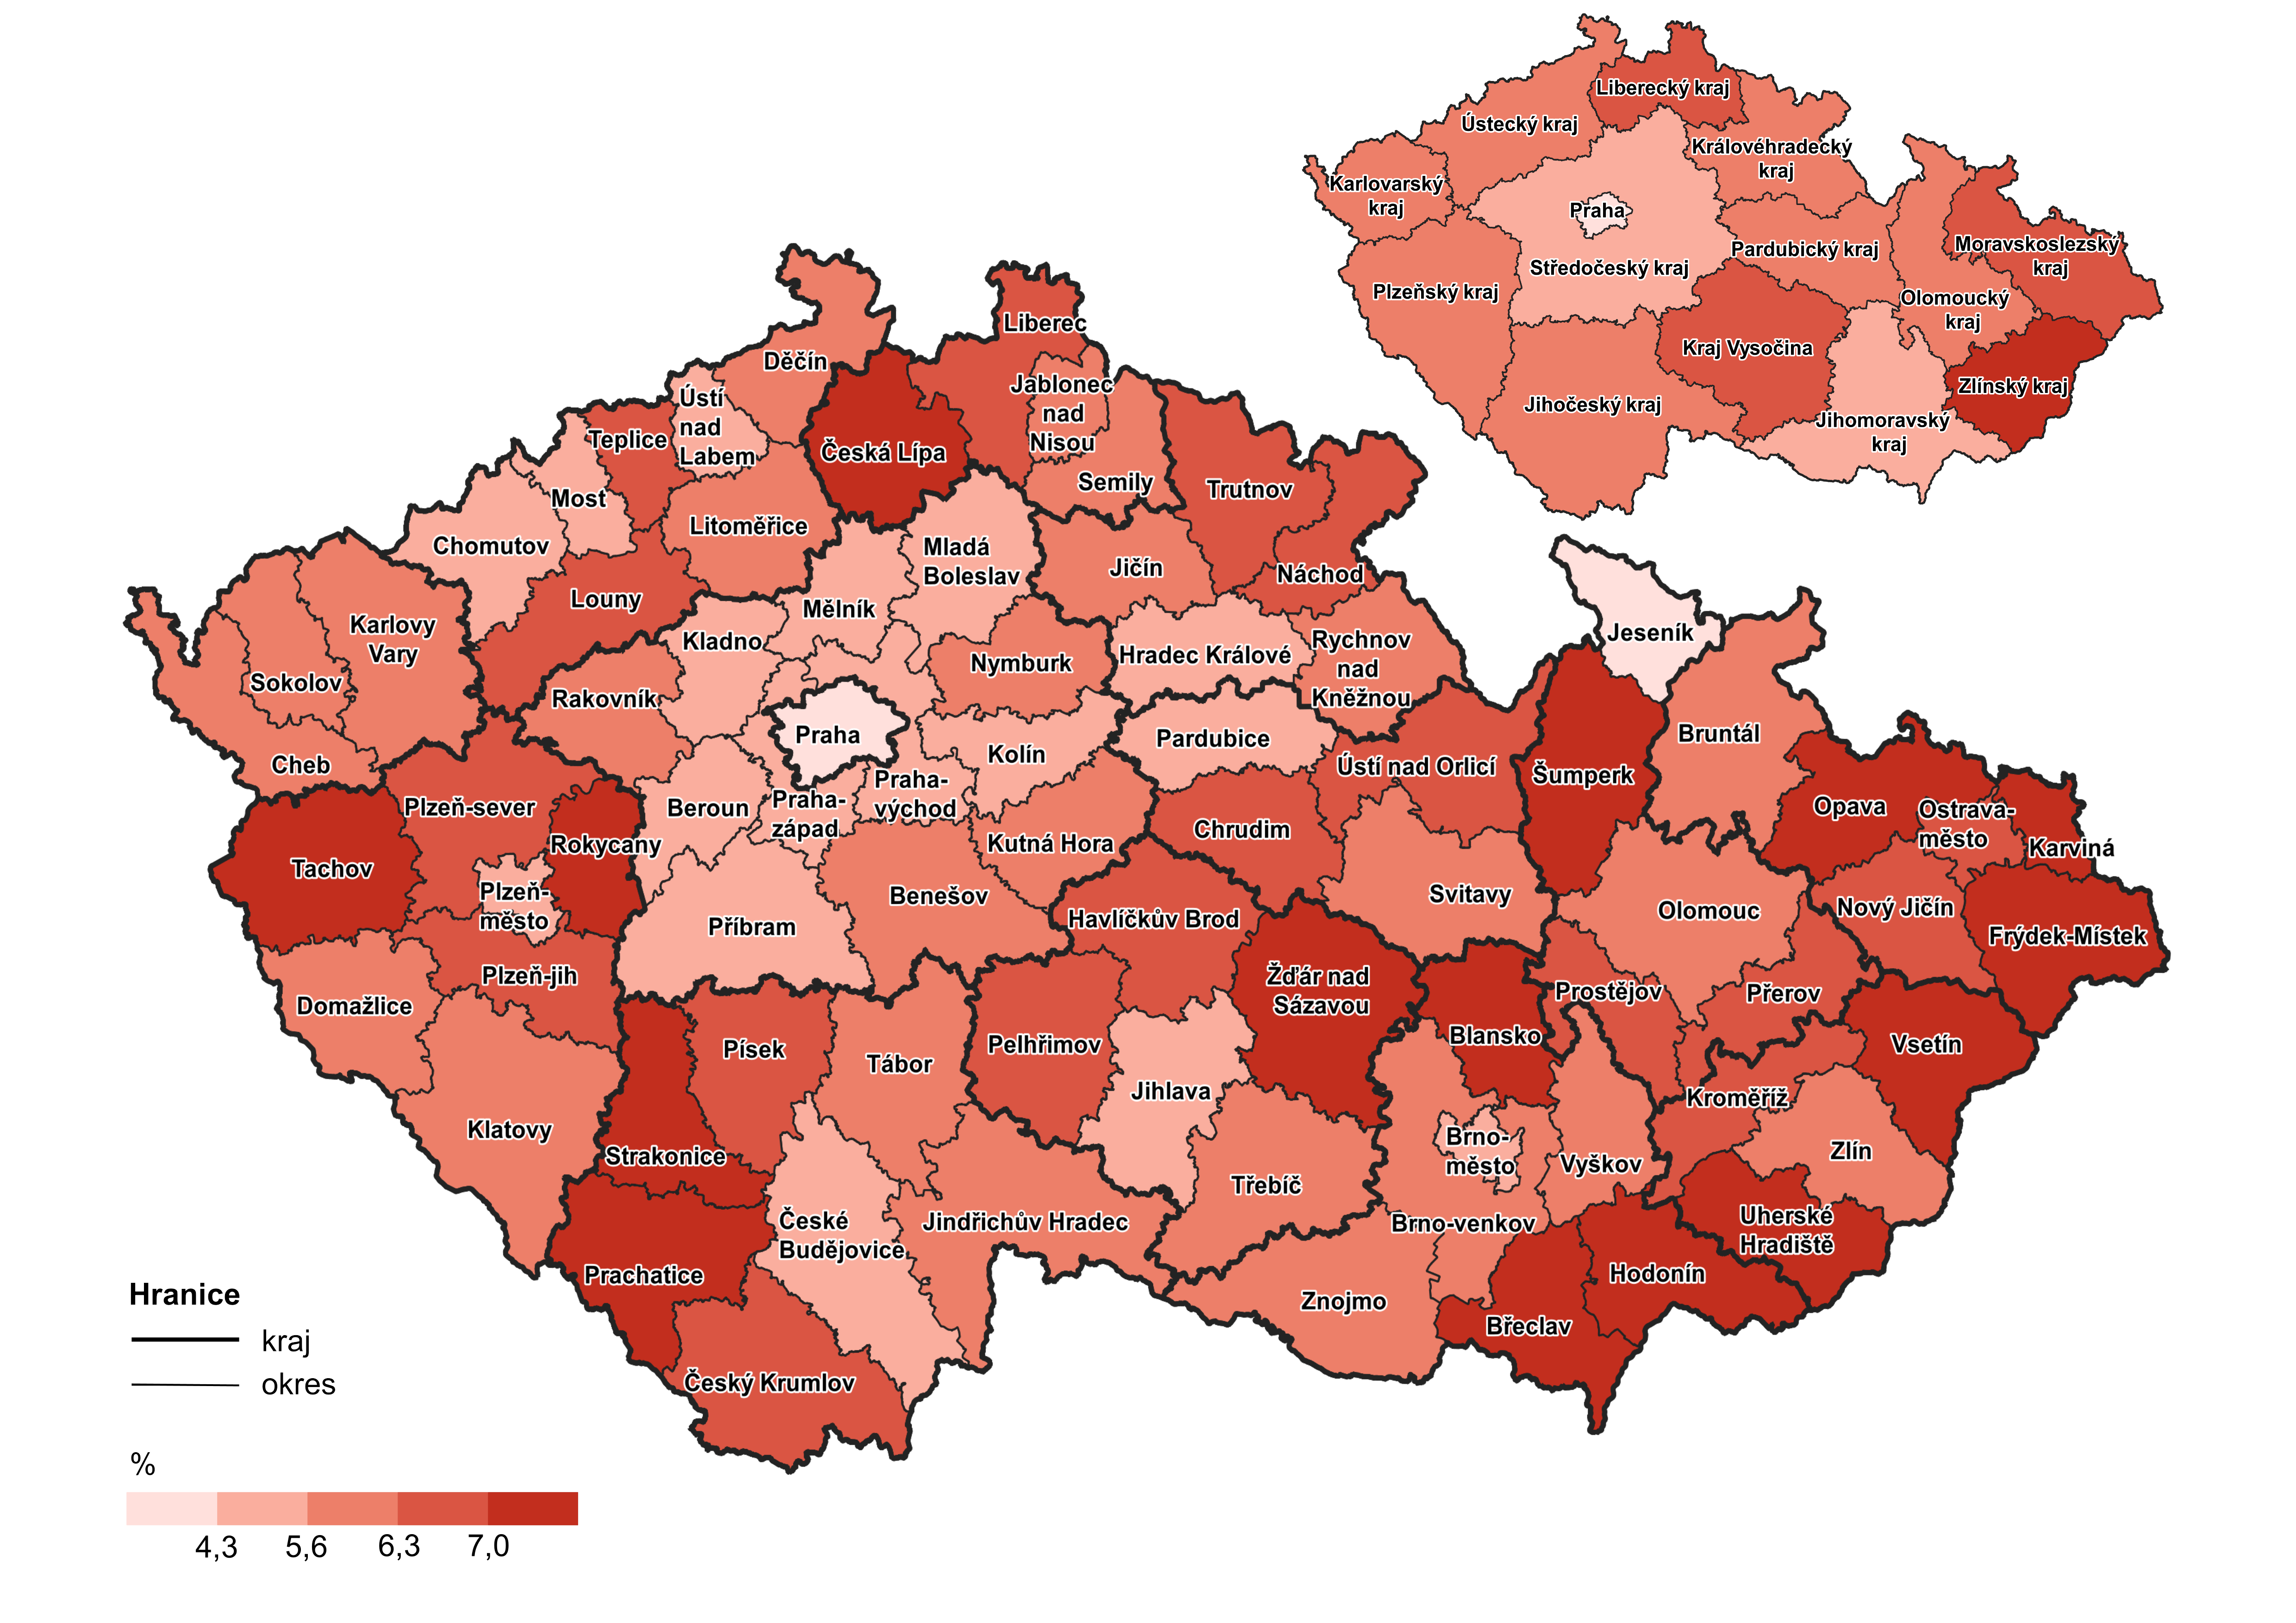 Liberecký kraj
Ústecký kraj
Královéhradecký
kraj
Karlovarský
kraj
Praha
Pardubický kraj
Moravskoslezský
kraj
Středočeský kraj
Plzeňský kraj
Olomoucký
kraj
Kraj Vysočina
Zlínský kraj
Jihočeský kraj
Jihomoravský
kraj
Liberec
Děčín
Jablonec
nad
Nisou
Ústí
nad
Labem
Teplice
Česká Lípa
Semily
Trutnov
Most
Litoměřice
Chomutov
Mladá
Boleslav
Jičín
Náchod
Louny
Mělník
Karlovy
Vary
Kladno
Jeseník
Rychnov
nad
Kněžnou
Hradec Králové
Nymburk
Sokolov
Rakovník
Praha
Bruntál
Pardubice
Kolín
Cheb
Ústí nad Orlicí
Šumperk
Praha-
východ
Plzeň-sever
Beroun
Praha-
západ
Opava
Ostrava-
město
Chrudim
Kutná Hora
Rokycany
Karviná
Tachov
Plzeň-
město
Benešov
Svitavy
Nový Jičín
Olomouc
Havlíčkův Brod
Příbram
Frýdek-Místek
Plzeň-jih
Žďár nad
Sázavou
Prostějov
Přerov
Domažlice
Blansko
Vsetín
Pelhřimov
Písek
Tábor
Jihlava
Kroměříž
Klatovy
Brno-
město
Zlín
Strakonice
Vyškov
Třebíč
Uherské
Hradiště
České
Budějovice
Jindřichův Hradec
Brno-venkov
Prachatice
Hodonín
Znojmo
Břeclav
Český Krumlov
Hranice
kraj
okres
%
4,3 5,6 6,3 7,0